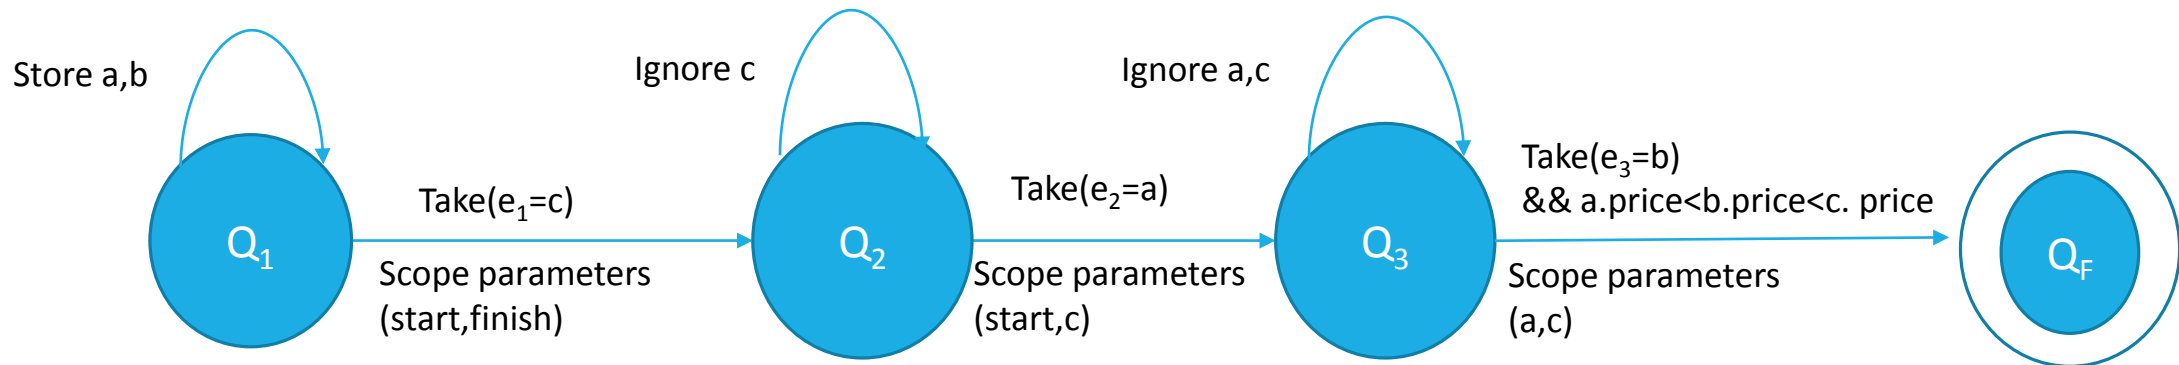 Store a,b
Ignore c
Ignore a,c
Take(e₁=c)
Take(e₂=a)
Take(e₃=b)
&& a.price<b.price<c. price
Q₁
Q₂
Q₃
Q_F
Scope parameters
(start,finish)
Scope parameters
(start,c)
Scope parameters
(a,c)